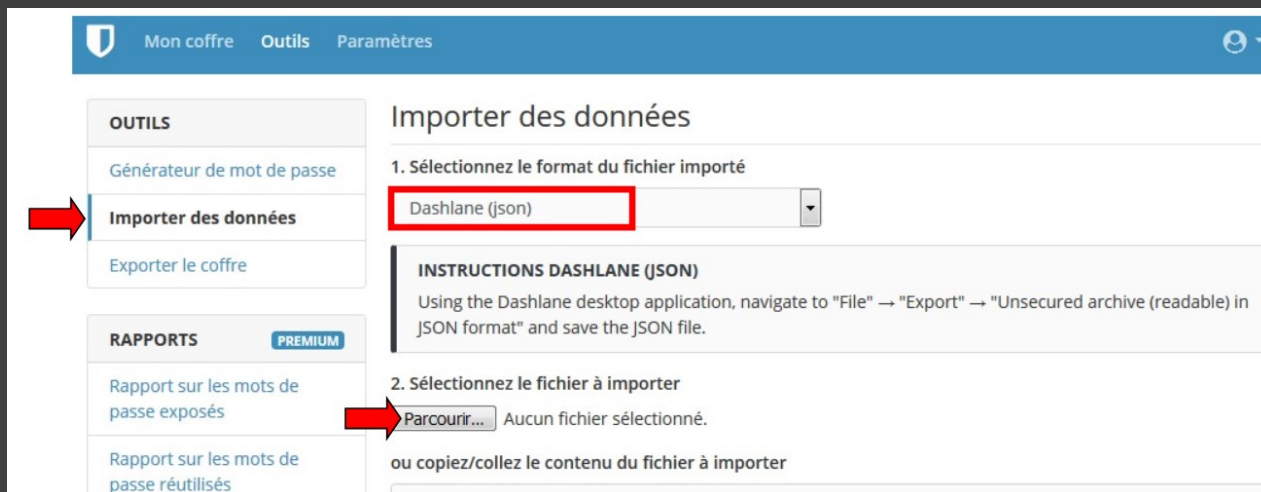 Mon coffre Outils Paramètres
OUTILS
Générateur de mot de passe
Importer des données
Exporter le coffre
RAPPORTS PREMIUM
Rapport sur les mots de
passe exposés
Rapport sur les mots de
passe réutilisés
Importer des données
1. Sélectionnez le format du fichier importé
Dashlane (json)
INSTRUCTIONS DASHLANE (JSON)
Using the Dashlane desktop application, navigate to "File" → "Export" → "Unsecured archive (readable) in
JSON format" and save the JSON file.
2. Sélectionnez le fichier à importer
Parcourir... Aucun fichier sélectionné.
ou copiez/collez le contenu du fichier à importer